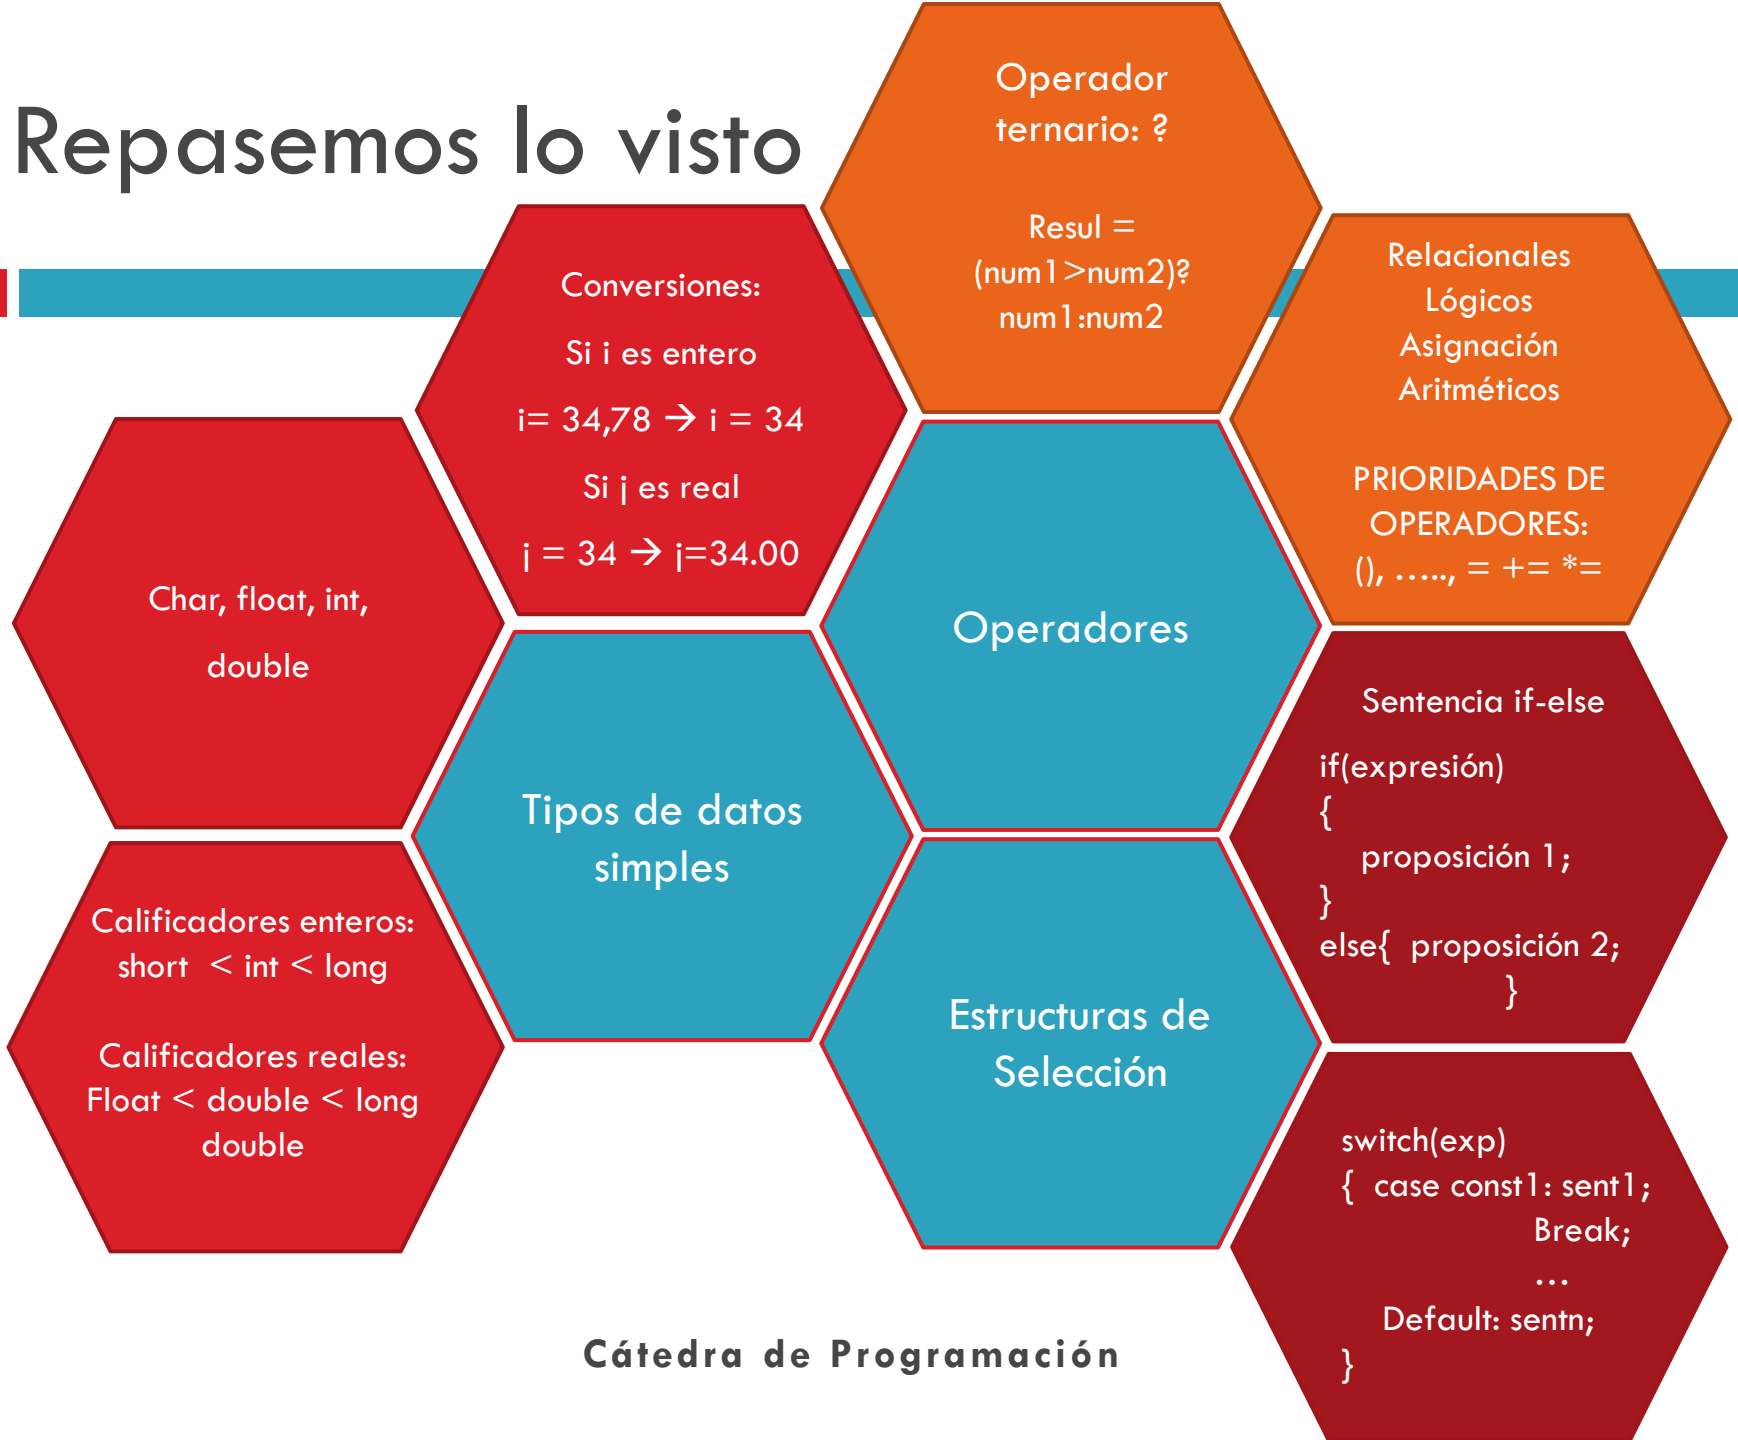 Repasemos lo visto
Operador
ternario: ?
Resul =
(num1>num2)?
num1:num2
Conversiones:
Si i es entero
i= 34,78 → i = 34
Si j es real
j = 34 → j=34.00
Relacionales
Lógicos
Asignación
Aritméticos
PRIORIDADES DE
OPERADORES:
(), ....., = += *=
Char, float, int,
double
Operadores
Tipos de datos
simples
Sentencia if-else
if(expresión)
{
proposición 1;
}
else{ proposición 2;
}
Calificadores enteros:
short < int < long
Calificadores reales:
Float < double < long
double
Estructuras de
Selección
switch(exp)
{ case const1: sent1;
Break;
...
Default: sentn;
}
Cátedra de Programación